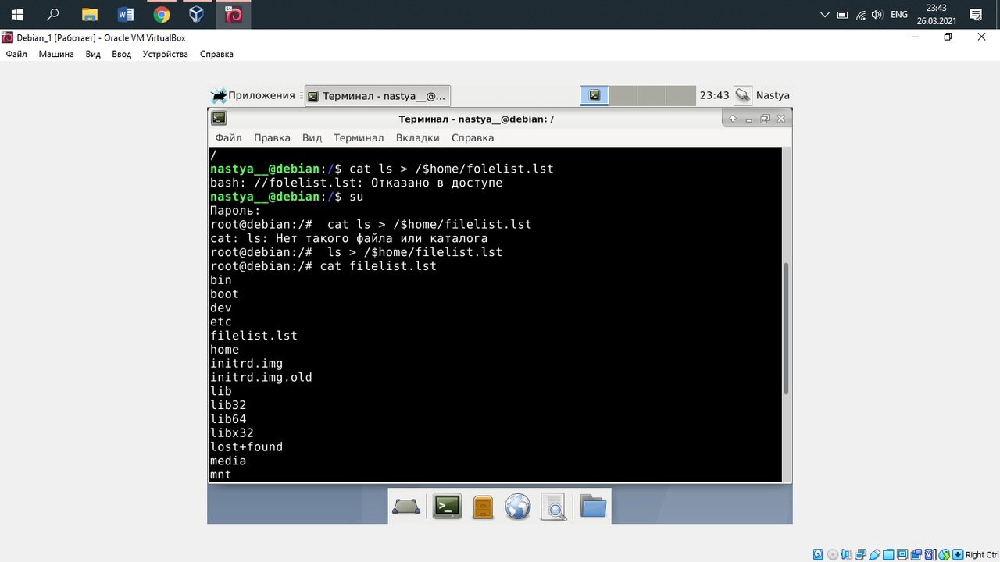 23:43
ENG
26.03.2021
Debian_1 [Работает] - Oracle VM VirtualBox
Файл Машина Вид Ввод Устройства Справка
Приложения Терминал - nastya__@... 23:43 Nastya
Терминал - nastya__@debian: /
Файл Правка Вид Терминал Вкладки Справка
/
nastya__@debian:/$ cat ls > /$home/folelist.lst
bash: //folelist.lst: Отказано в доступе
nastya__@debian:/$ su
Пароль:
root@debian:/#  cat ls > /$home/filelist.lst
cat: ls: Нет такого файла или каталога
root@debian:/#  ls > /$home/filelist.lst
root@debian:/# cat filelist.lst
bin
boot
dev
etc
filelist.lst
home
initrd.img
initrd.img.old
lib
lib32
lib64
libx32
lost+found
media
mnt
Right Ctrl